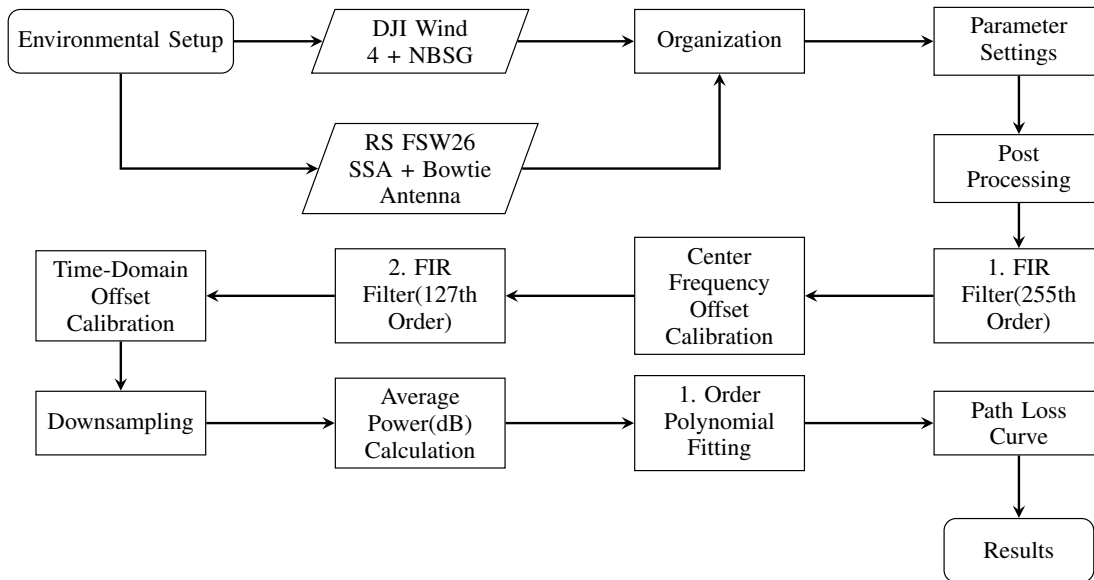 Environmental Setup
DJI Wind
4 + NBSG
Organization
Parameter
Settings
RS FSW26
SSA + Bowtie
Antenna
Post
Processing
1. FIR
Filter(255th
Order)
Center
Frequency
Offset
Calibration
2. FIR
Filter(127th
Order)
Time-Domain
Offset
Calibration
Downsampling
Average
Power(dB)
Calculation
1. Order
Polynomial
Fitting
Path Loss
Curve
Results